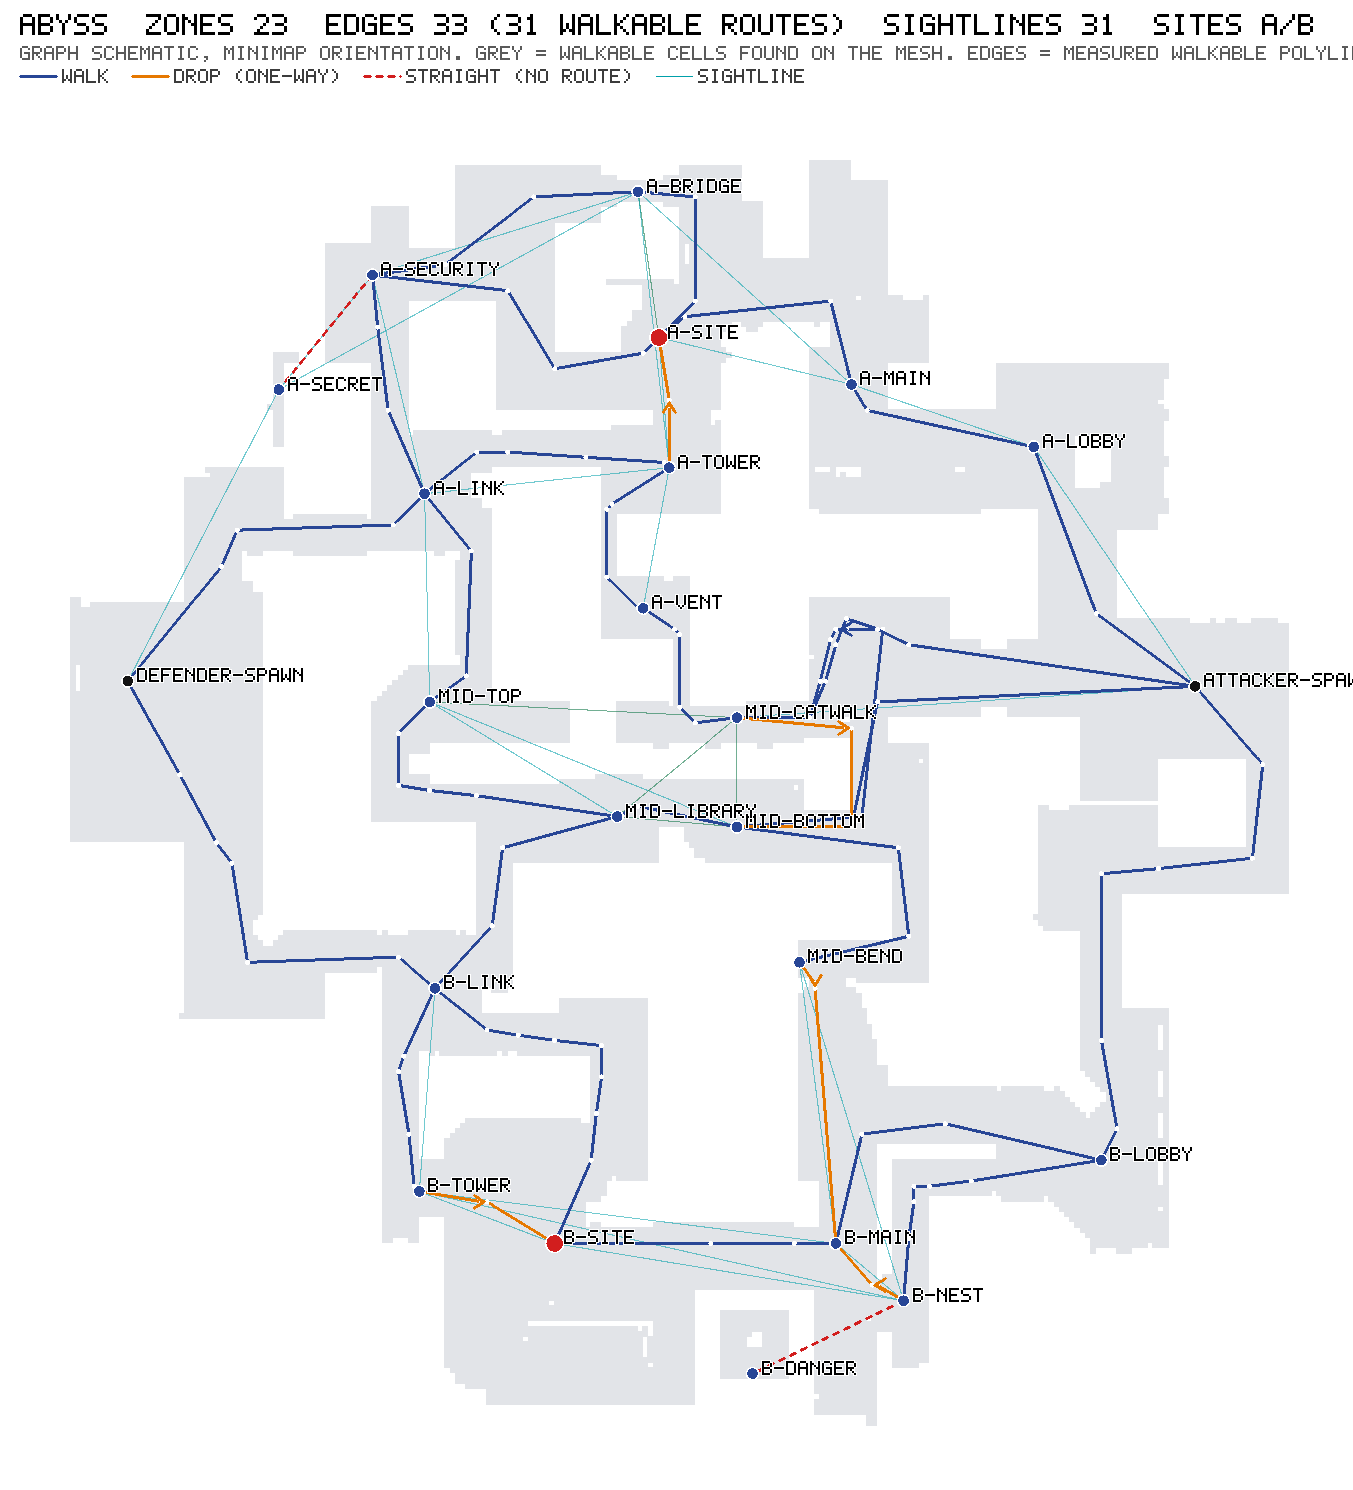 ABYSS  ZONES 23  EDGES 33 (31 WALKABLE ROUTES)  SIGHTLINES 31  SITES A/B
GRAPH SCHEMATIC, MINIMAP ORIENTATION. GREY = WALKABLE CELLS FOUND ON THE MESH. EDGES = MEASURED WALKABLE POLYLI
WALK DROP (ONE-WAY) STRAIGHT (NO ROUTE) SIGHTLINE
A-BRIDGE
A-SECURITY
A-SITE
A-MAIN
A-SECRET
A-LOBBY
A-TOWER
A-LINK
A-VENT
DEFENDER-SPAWN
ATTACKER-SPAW
MID-TOP
MID-CATWALK
MID-LIBRARY
MID-BOTTOM
MID-BEND
B-LINK
B-LOBBY
B-TOWER
B-SITE
B-MAIN
B-NEST
B-DANGER